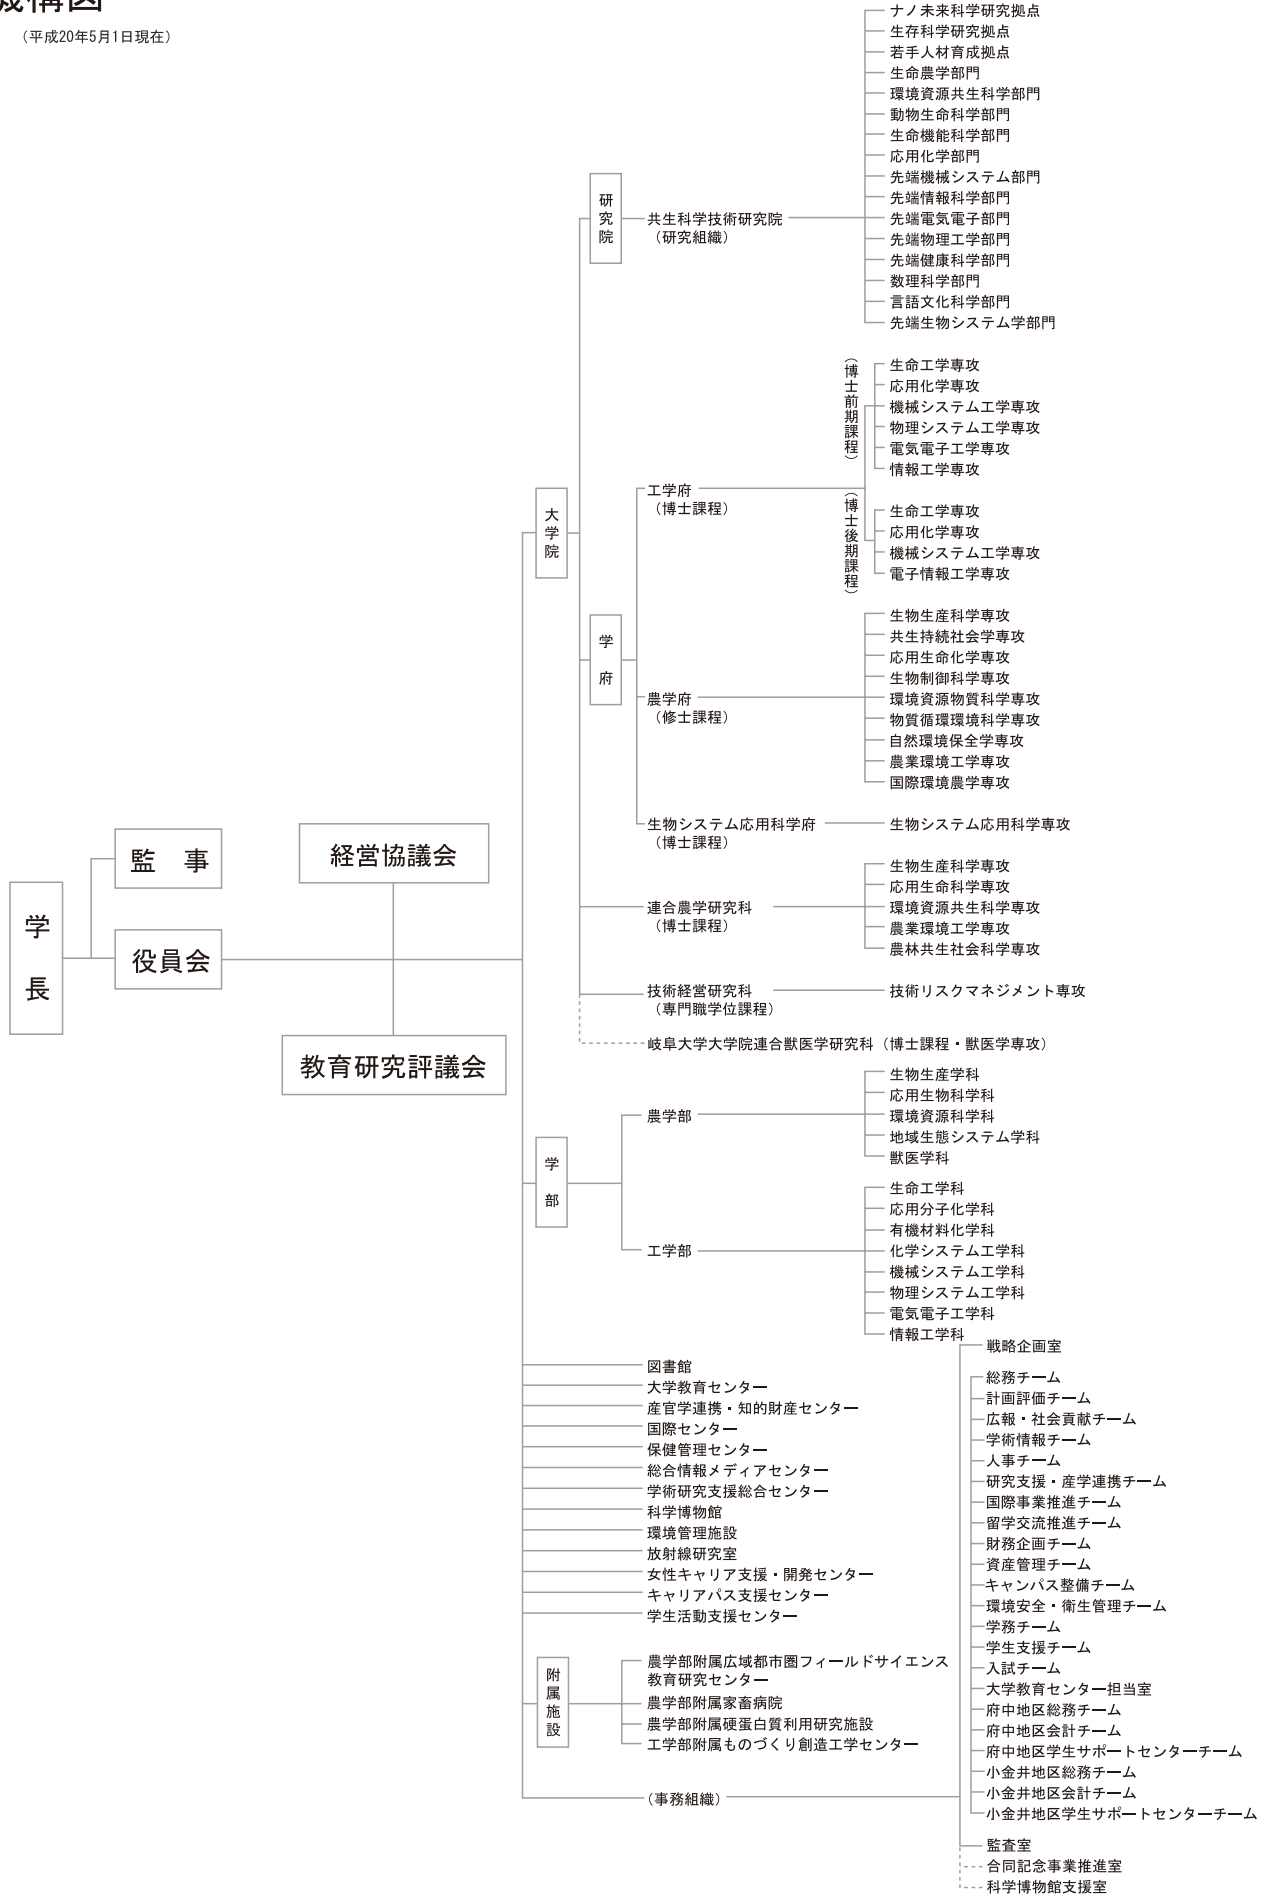 機構図
（平成20年5月1日現在）
学長
監　事
役員会
経営協議会
教育研究評議会
大学院
研究院
共生科学技術研究院
（研究組織）
ナノ未来科学研究拠点
生存科学研究拠点
若手人材育成拠点
生命農学部門
環境資源共生科学部門
動物生命科学部門
生命機能科学部門
応用化学部門
先端機械システム部門
先端情報科学部門
先端電気電子部門
先端物理工学部門
先端健康科学部門
数理科学部門
言語文化科学部門
先端生物システム学部門
学府
工学府
（博士課程）
（博士前期課程）
生命工学専攻
応用化学専攻
機械システム工学専攻
物理システム工学専攻
電気電子工学専攻
情報工学専攻
（博士後期課程）
生命工学専攻
応用化学専攻
機械システム工学専攻
電子情報工学専攻
農学府
（修士課程）
生物生産科学専攻
共生持続社会学専攻
応用生命化学専攻
生物制御科学専攻
環境資源物質科学専攻
物質循環環境科学専攻
自然環境保全学専攻
農業環境工学専攻
国際環境農学専攻
生物システム応用科学府
（博士課程）
生物システム応用科学専攻
連合農学研究科
（博士課程）
生物生産科学専攻
応用生命科学専攻
環境資源共生科学専攻
農業環境工学専攻
農林共生社会科学専攻
技術経営研究科
（専門職学位課程）
技術リスクマネジメント専攻
岐阜大学大学院連合獣医学研究科（博士課程・獣医学専攻）
学部
農学部
生物生産学科
応用生物科学科
環境資源科学科
地域生態システム学科
獣医学科
工学部
生命工学科
応用分子化学科
有機材料化学科
化学システム工学科
機械システム工学科
物理システム工学科
電気電子工学科
情報工学科
図書館
大学教育センター
産官学連携・知的財産センター
国際センター
保健管理センター
総合情報メディアセンター
学術研究支援総合センター
科学博物館
環境管理施設
放射線研究室
女性キャリア支援・開発センター
キャリアパス支援センター
学生活動支援センター
附属施設
農学部附属広域都市圏フィールドサイエンス
教育研究センター
農学部附属家畜病院
農学部附属硬蛋白質利用研究施設
工学部附属ものづくり創造工学センター
（事務組織）
戦略企画室
総務チーム
計画評価チーム
広報・社会貢献チーム
学術情報チーム
人事チーム
研究支援・産学連携チーム
国際事業推進チーム
留学交流推進チーム
財務企画チーム
資産管理チーム
キャンパス整備チーム
環境安全・衛生管理チーム
学務チーム
学生支援チーム
入試チーム
大学教育センター担当室
府中地区総務チーム
府中地区会計チーム
府中地区学生サポートセンターチーム
小金井地区総務チーム
小金井地区会計チーム
小金井地区学生サポートセンターチーム
監査室
合同記念事業推進室
科学博物館支援室